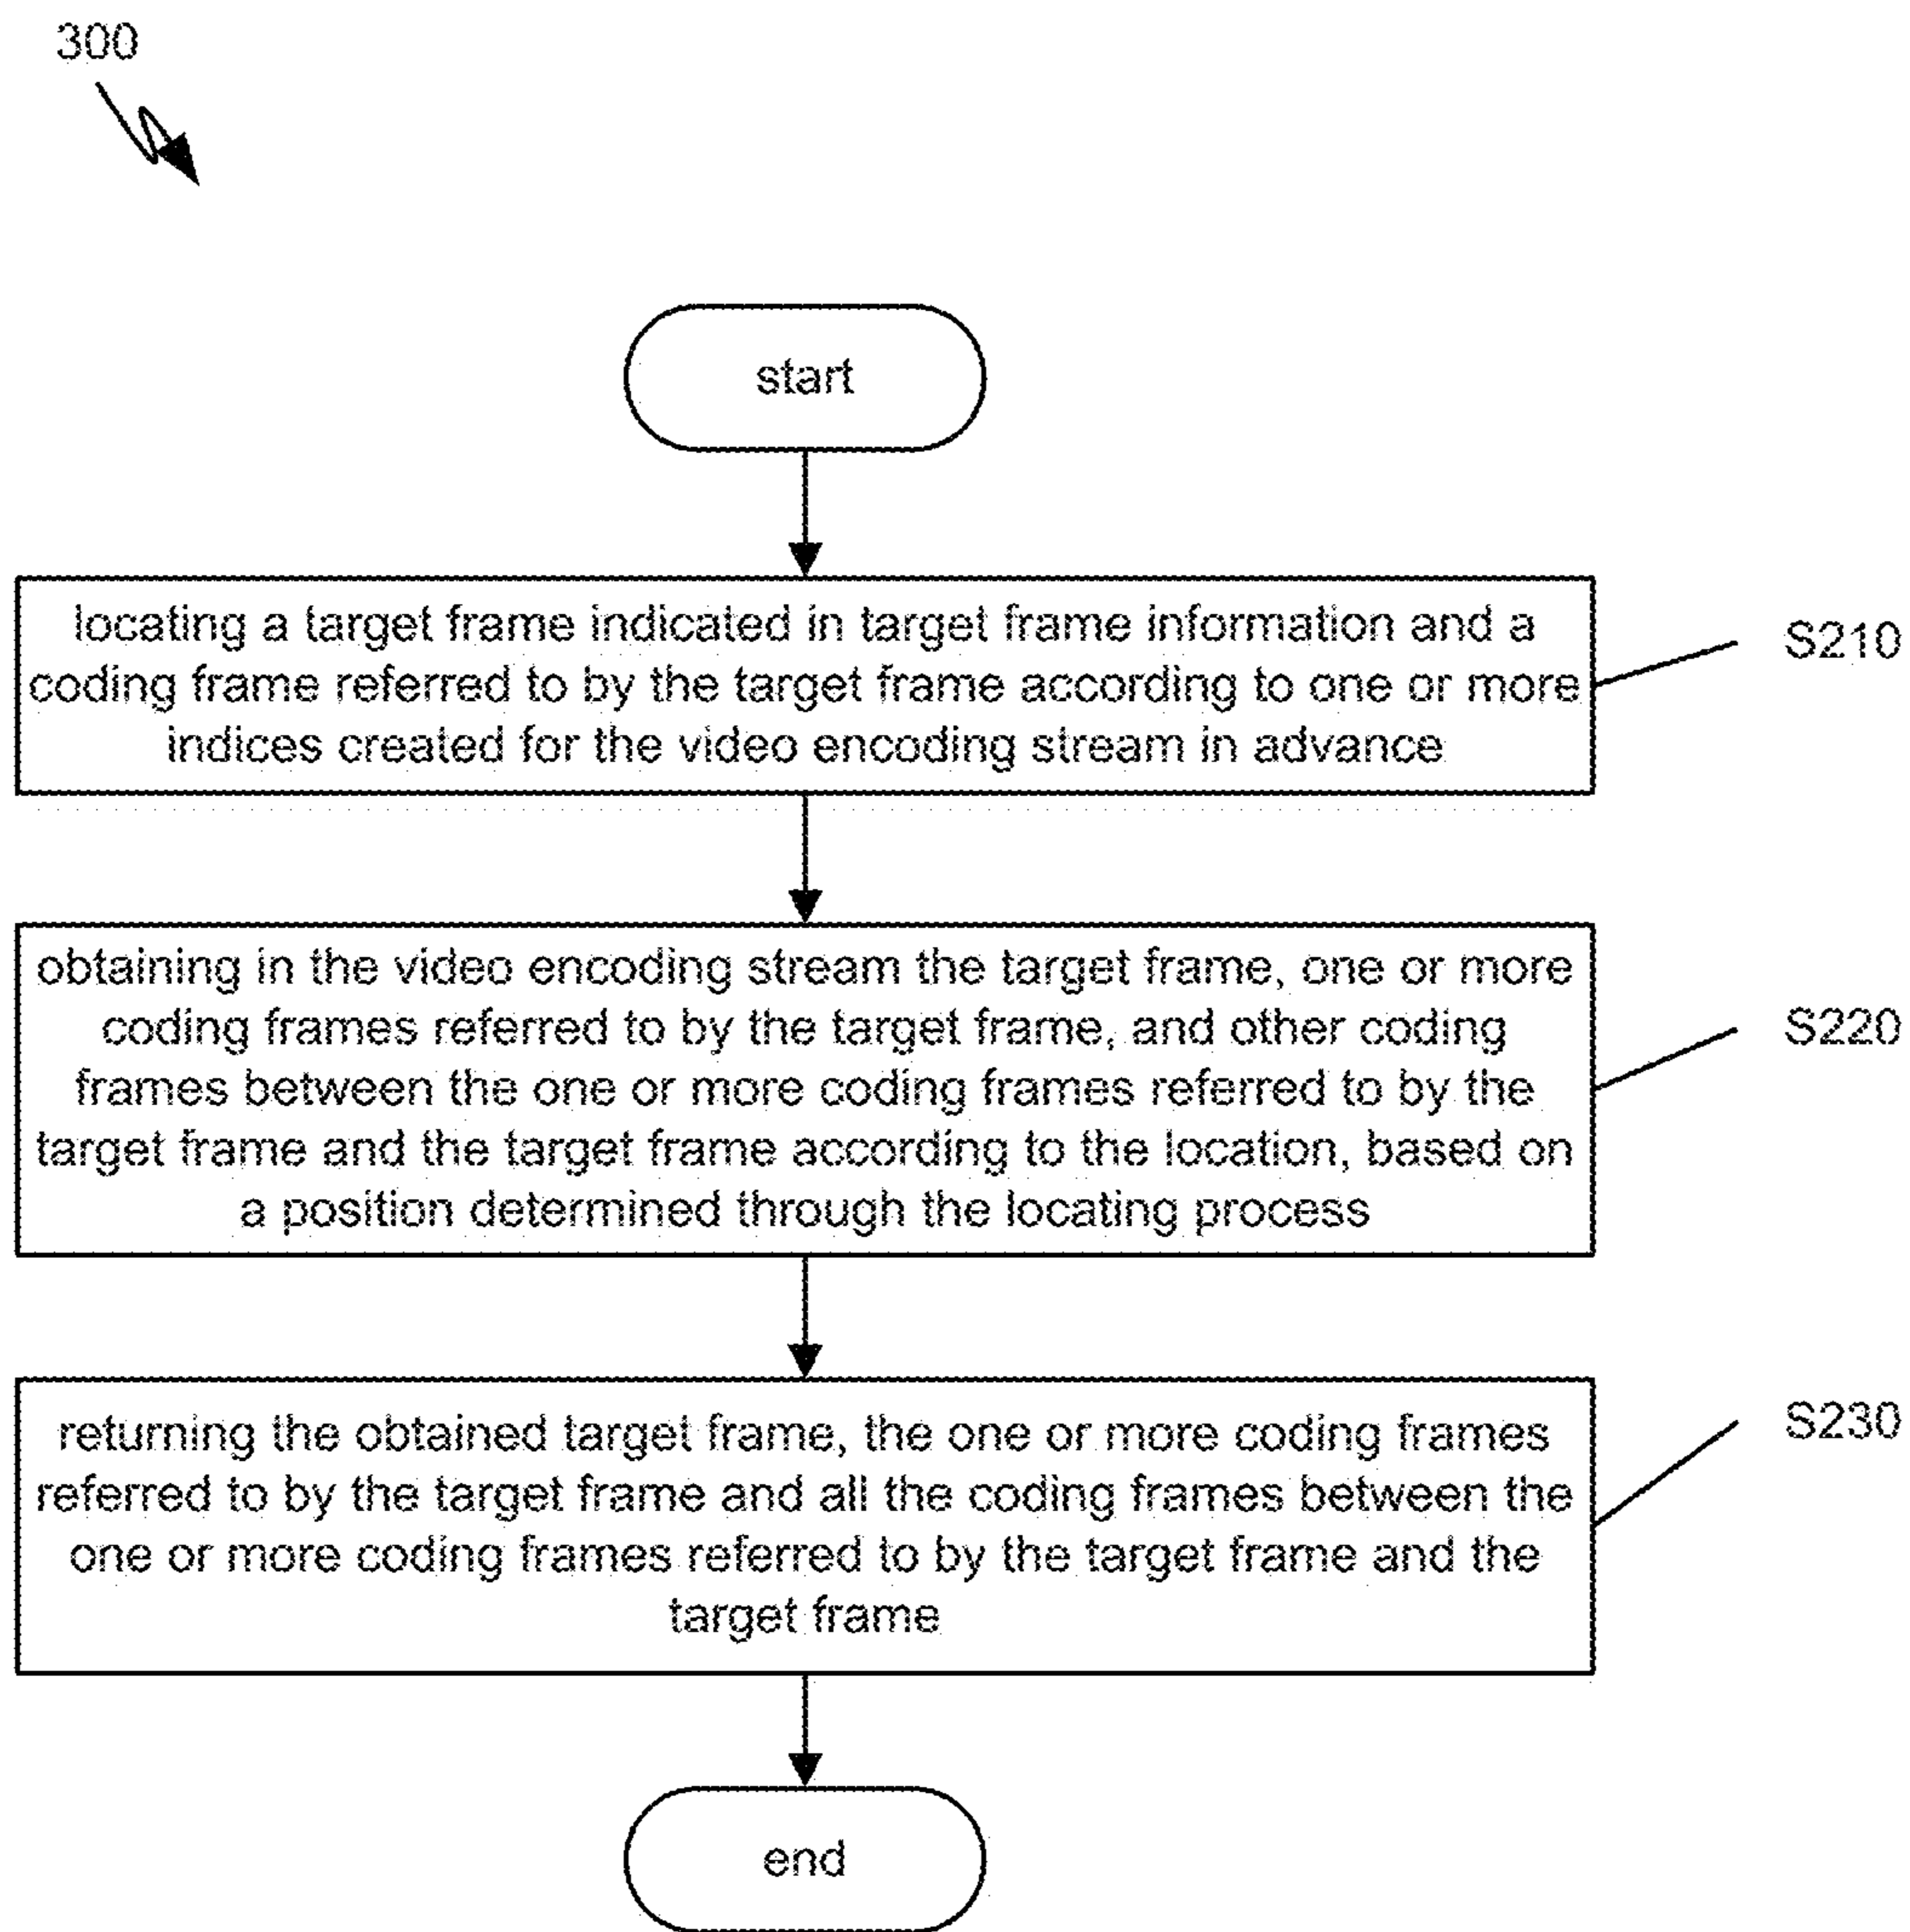 300
start
locating a target frame indicated in target frame information and a
coding frame referred to by the target frame according to one or more
indices created for the video encoding stream in advance
S210
obtaining in the video encoding stream the target frame, one or more
coding frames referred to by the target frame, and other coding
frames between the one or more coding frames referred to by the
target frame and the target frame according to the location, based on
a position determined through the locating process
S220
returning the obtained target frame, the one or more coding frames
referred to by the target frame and all the coding frames between the
one or more coding frames referred to by the target frame and the
target frame
S230
end